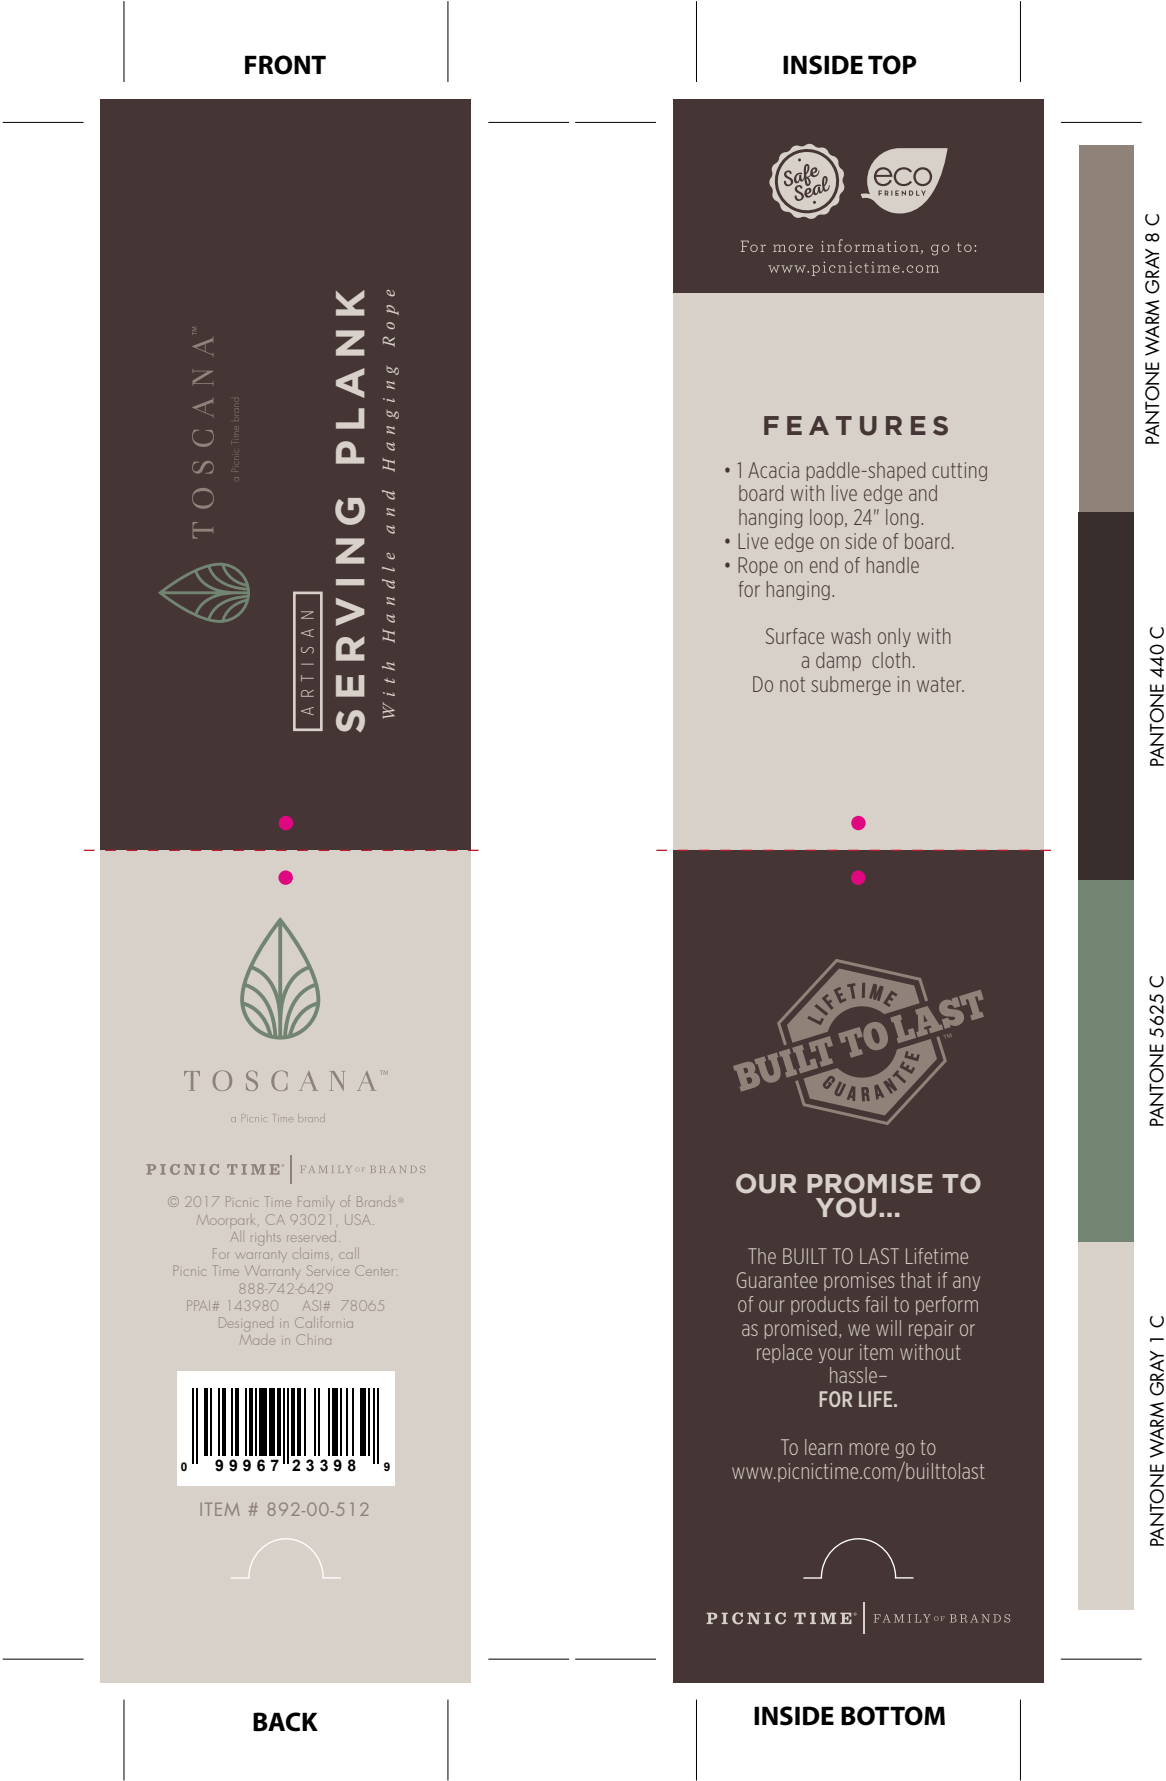 FRONT
TOSCANA™
a Picnic Time brand
ARTISAN
SERVING PLANK
With Handle and Hanging Rope
TOSCANA™
a Picnic Time brand
PICNIC TIME® | FAMILY OF BRANDS
© 2017 Picnic Time Family of Brands®
Moorpark, CA 93021, USA.
All rights reserved.
For warranty claims, call
Picnic Time Warranty Service Center:
888-742-6429
PPAI# 143980 ASI# 78065
Designed in California
Made in China
0 99967 23398 9
ITEM # 892-00-512
BACK
INSIDE TOP
Safe
Seal
eco
FRIENDLY
For more information, go to:
www.picnictime.com
FEATURES
• 1 Acacia paddle-shaped cutting
board with live edge and
hanging loop, 24" long.
• Live edge on side of board.
• Rope on end of handle
for hanging.
Surface wash only with
a damp cloth.
Do not submerge in water.
LIFETIME
BUILT TO LAST™
GUARANTEE
OUR PROMISE TO
YOU...
The BUILT TO LAST Lifetime
Guarantee promises that if any
of our products fail to perform
as promised, we will repair or
replace your item without
hassle–
FOR LIFE.
To learn more go to
www.picnictime.com/builttolast
PICNIC TIME® | FAMILY OF BRANDS
INSIDE BOTTOM
PANTONE WARM GRAY 8 C
PANTONE 440 C
PANTONE 5625 C
PANTONE WARM GRAY 1 C